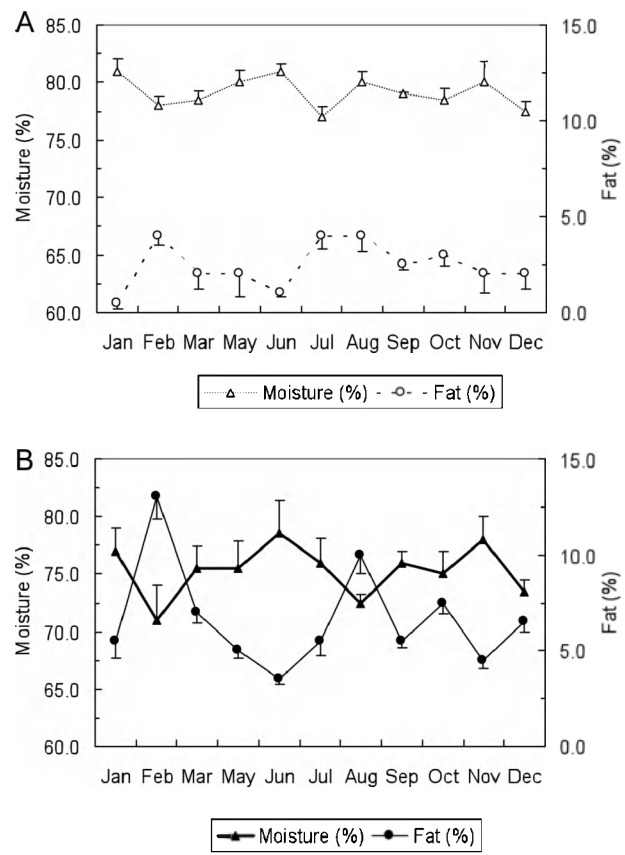 A
85.0
80.0
75.0
70.0
65.0
60.0
Moisture (%)
15.0
10.0
5.0
0.0
Fat (%)
Jan Feb Mar May Jun Jul Aug Sep Oct Nov Dec
Moisture (%) Fat (%)
B
85.0
80.0
75.0
70.0
65.0
60.0
Moisture (%)
15.0
10.0
5.0
0.0
Fat (%)
Jan Feb Mar May Jun Jul Aug Sep Oct Nov Dec
Moisture (%) Fat (%)